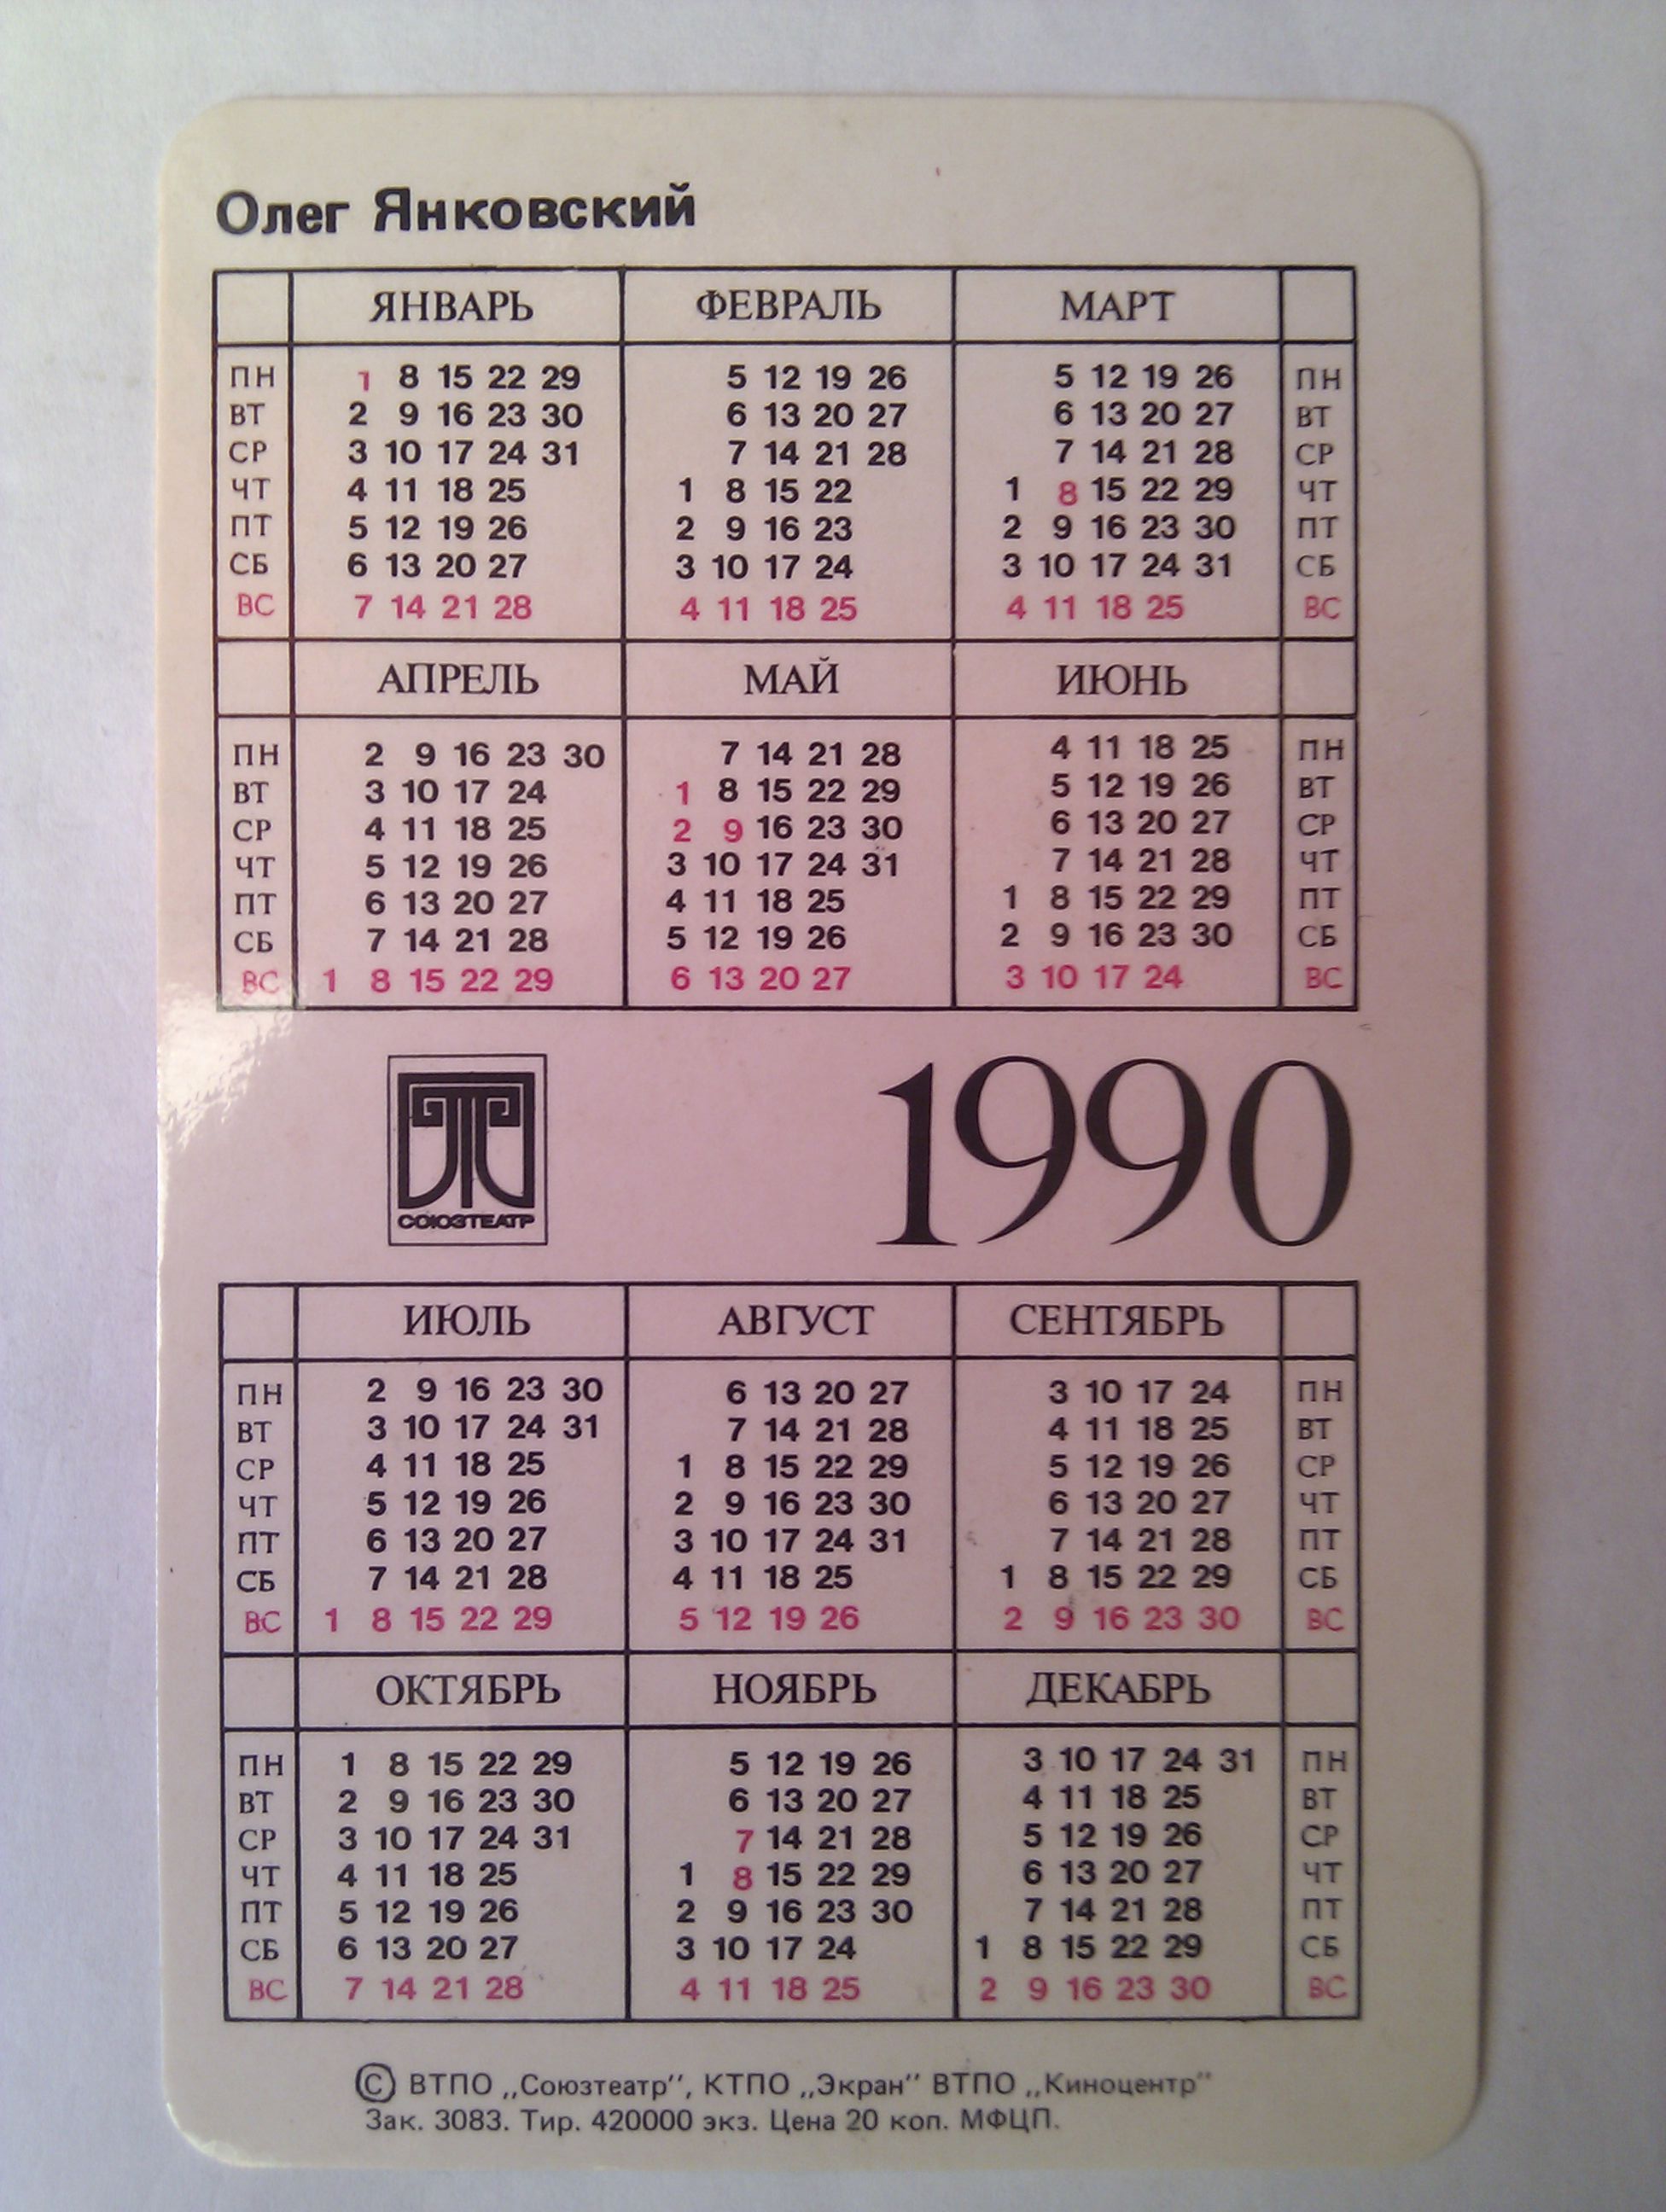 Олег Янковский
ЯНВАРЬ ФЕВРАЛЬ МАРТ
ПН 1 8 15 22 29 5 12 19 26 5 12 19 26 ПН
ВТ 2 9 16 23 30 6 13 20 27 6 13 20 27 ВТ
СР 3 10 17 24 31 7 14 21 28 7 14 21 28 СР
ЧТ 4 11 18 25 1 8 15 22 1 8 15 22 29 ЧТ
ПТ 5 12 19 26 2 9 16 23 2 9 16 23 30 ПТ
СБ 6 13 20 27 3 10 17 24 3 10 17 24 31 СБ
ВС 7 14 21 28 4 11 18 25 4 11 18 25 ВС
АПРЕЛЬ МАЙ ИЮНЬ
ПН 2 9 16 23 30 7 14 21 28 4 11 18 25 ПН
ВТ 3 10 17 24 1 8 15 22 29 5 12 19 26 ВТ
СР 4 11 18 25 2 9 16 23 30 6 13 20 27 СР
ЧТ 5 12 19 26 3 10 17 24 31 7 14 21 28 ЧТ
ПТ 6 13 20 27 4 11 18 25 1 8 15 22 29 ПТ
СБ 7 14 21 28 5 12 19 26 2 9 16 23 30 СБ
ВС 1 8 15 22 29 6 13 20 27 3 10 17 24 ВС
СОЮЗТЕАТР
1990
ИЮЛЬ АВГУСТ СЕНТЯБРЬ
ПН 2 9 16 23 30 6 13 20 27 3 10 17 24 ПН
ВТ 3 10 17 24 31 7 14 21 28 4 11 18 25 ВТ
СР 4 11 18 25 1 8 15 22 29 5 12 19 26 СР
ЧТ 5 12 19 26 2 9 16 23 30 6 13 20 27 ЧТ
ПТ 6 13 20 27 3 10 17 24 31 7 14 21 28 ПТ
СБ 7 14 21 28 4 11 18 25 1 8 15 22 29 СБ
ВС 1 8 15 22 29 5 12 19 26 2 9 16 23 30 ВС
ОКТЯБРЬ НОЯБРЬ ДЕКАБРЬ
ПН 1 8 15 22 29 5 12 19 26 3 10 17 24 31 ПН
ВТ 2 9 16 23 30 6 13 20 27 4 11 18 25 ВТ
СР 3 10 17 24 31 7 14 21 28 5 12 19 26 СР
ЧТ 4 11 18 25 1 8 15 22 29 6 13 20 27 ЧТ
ПТ 5 12 19 26 2 9 16 23 30 7 14 21 28 ПТ
СБ 6 13 20 27 3 10 17 24 1 8 15 22 29 СБ
ВС 7 14 21 28 4 11 18 25 2 9 16 23 30 ВС
© ВТПО „Союзтеатр”, КТПО „Экран” ВТПО „Киноцентр”
Зак. 3083. Тир. 420000 экз. Цена 20 коп. МФЦП.